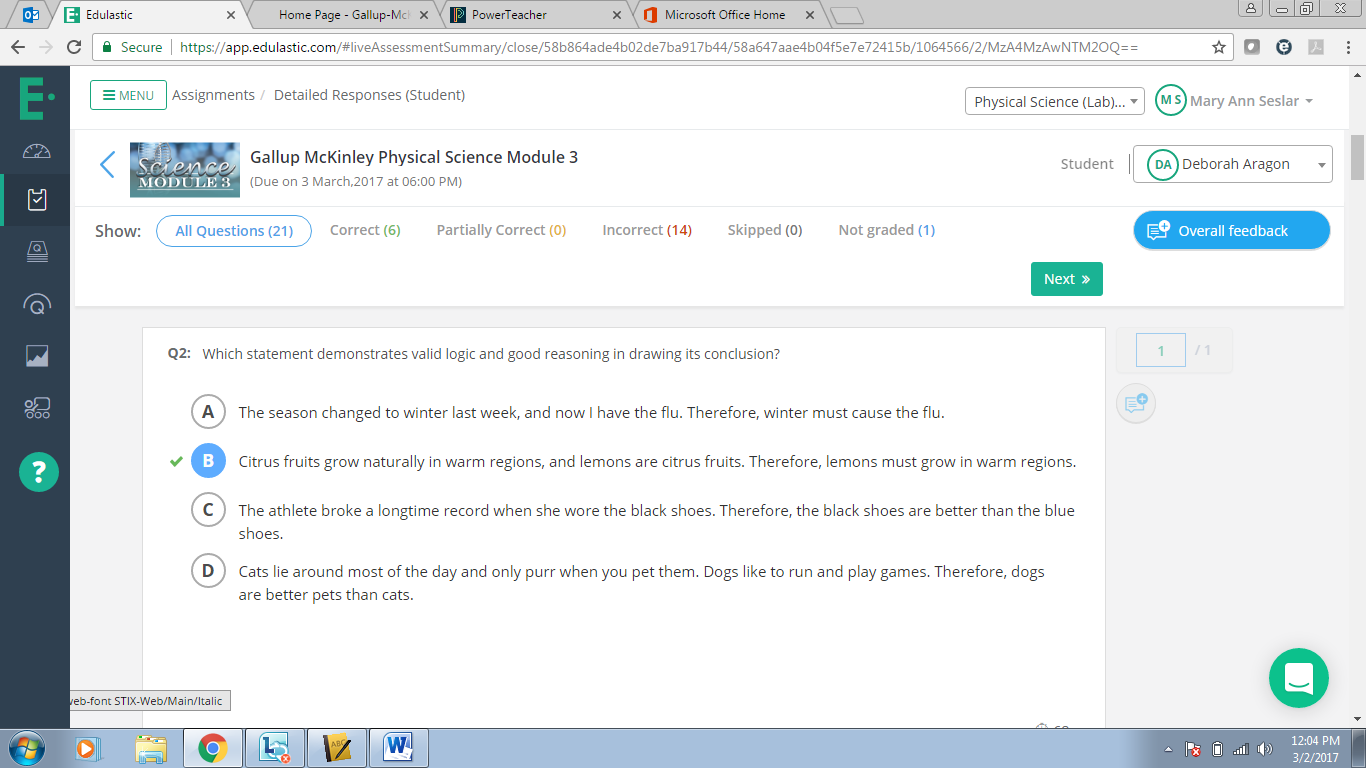 Edulastic
Home Page - Gallup-McK
PowerTeacher
Microsoft Office Home
Secure
https://app.edulastic.com/#liveAssessmentSummary/close/58b864ade4b02de7ba917b44/58a647aae4b04f5e7e72415b/1064566/2/MzA4MzAwNTM2OQ==
E
MENU
Assignments / Detailed Responses (Student)
Physical Science (Lab)...
M S Mary Ann Seslar
Science
MODULE 3
Gallup McKinley Physical Science Module 3
(Due on 3 March,2017 at 06:00 PM)
Student
DA Deborah Aragon
Show:
All Questions (21)
Correct (6)
Partially Correct (0)
Incorrect (14)
Skipped (0)
Not graded (1)
Overall feedback
Next »
Q2: Which statement demonstrates valid logic and good reasoning in drawing its conclusion?
1 / 1
A The season changed to winter last week, and now I have the flu. Therefore, winter must cause the flu.
B Citrus fruits grow naturally in warm regions, and lemons are citrus fruits. Therefore, lemons must grow in warm regions.
C The athlete broke a longtime record when she wore the black shoes. Therefore, the black shoes are better than the blue
shoes.
D Cats lie around most of the day and only purr when you pet them. Dogs like to run and play games. Therefore, dogs
are better pets than cats.
?
web-font STIX-Web/Main/Italic
12:04 PM
3/2/2017